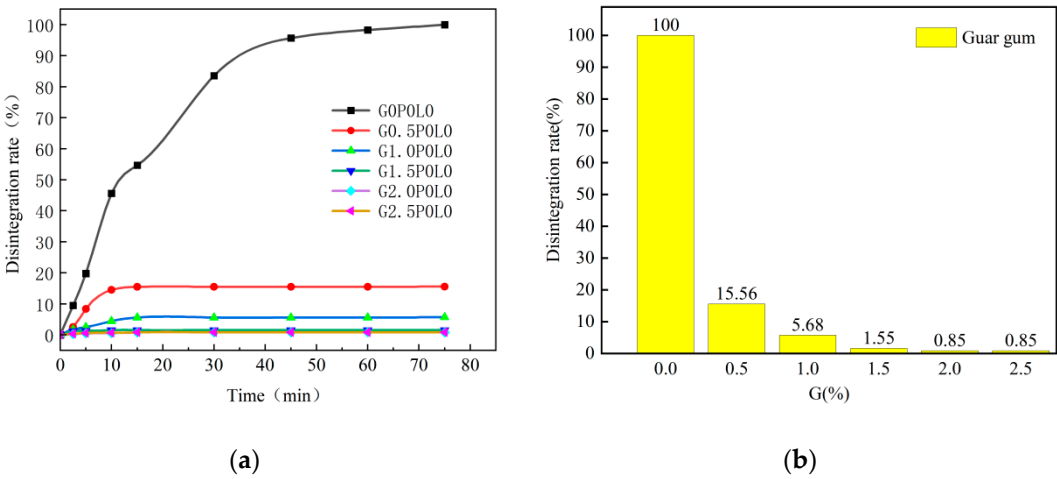 100
90
80
70
60
50
40
30
20
10
0
Disintegration rate (%)
G0P0L0
G0.5P0L0
G1.0P0L0
G1.5P0L0
G2.0P0L0
G2.5P0L0
0 10 20 30 40 50 60 70 80
Time (min)
(a)
100
90
80
70
60
50
40
30
20
10
0
Disintegration rate(%)
Guar gum
100
15.56
5.68
1.55
0.85
0.85
0.0 0.5 1.0 1.5 2.0 2.5
G(%)
(b)